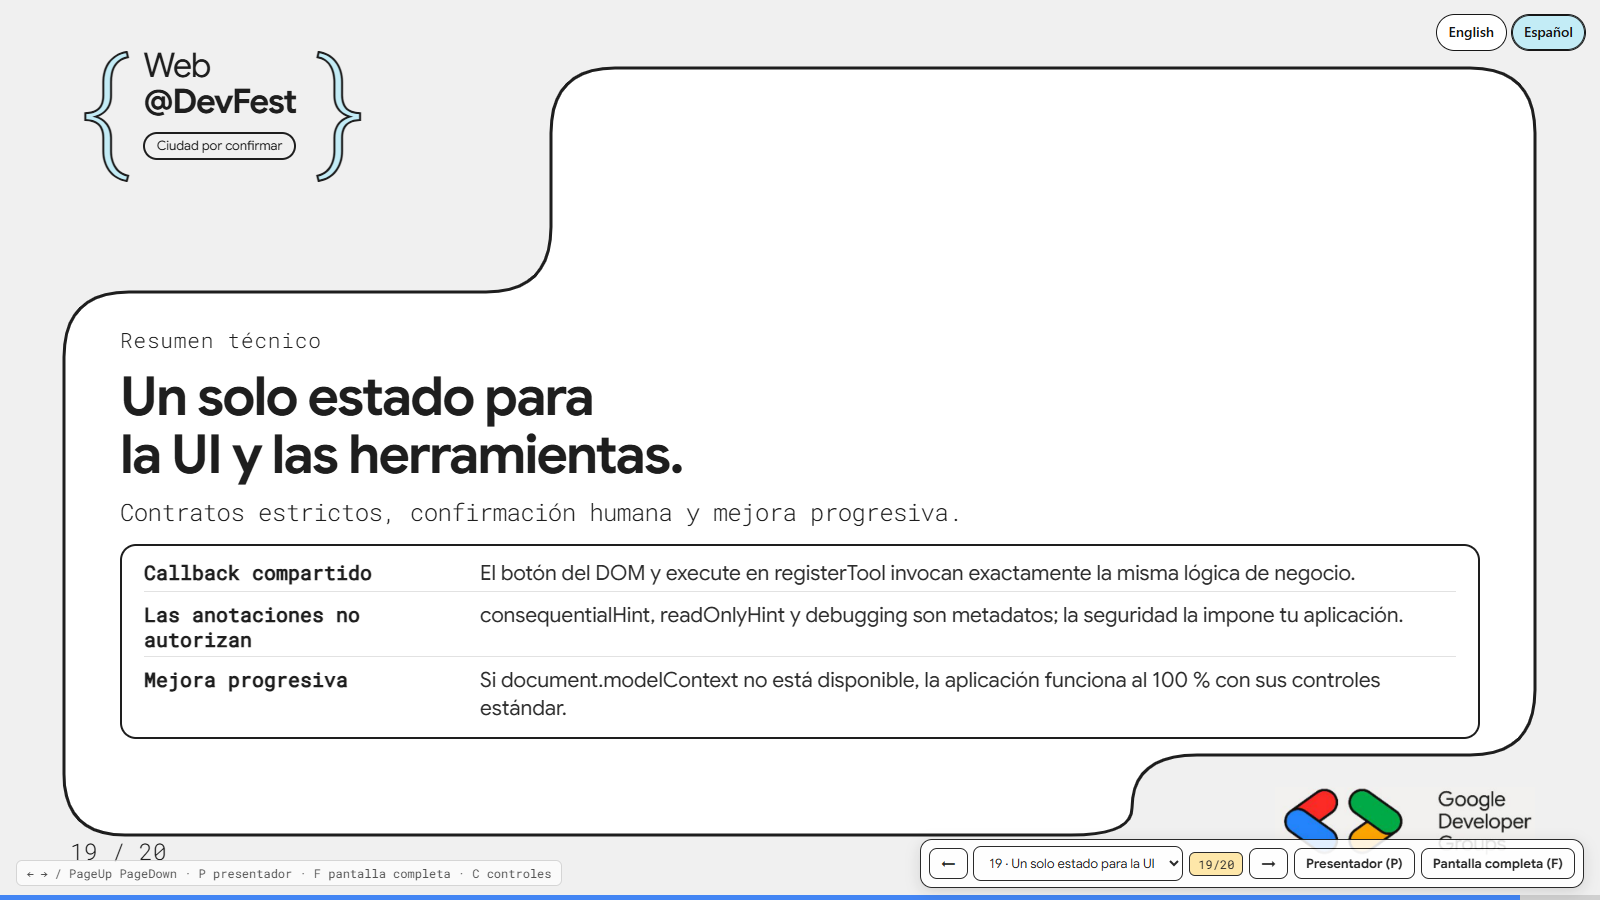 English
Español
Web
@DevFest
Ciudad por confirmar
Resumen técnico
Un solo estado para
la UI y las herramientas.
Contratos estrictos, confirmación humana y mejora progresiva.
Callback compartido
El botón del DOM y execute en registerTool invocan exactamente la misma lógica de negocio.
Las anotaciones no
autorizan
consequentialHint, readOnlyHint y debugging son metadatos; la seguridad la impone tu aplicación.
Mejora progresiva
Si document.modelContext no está disponible, la aplicación funciona al 100 % con sus controles
estándar.
Google
Developer
Groups
19 / 20
← → / PageUp PageDown · P presentador · F pantalla completa · C controles
←
19 · Un solo estado para la UI
19/20
→
Presentador (P)
Pantalla completa (F)